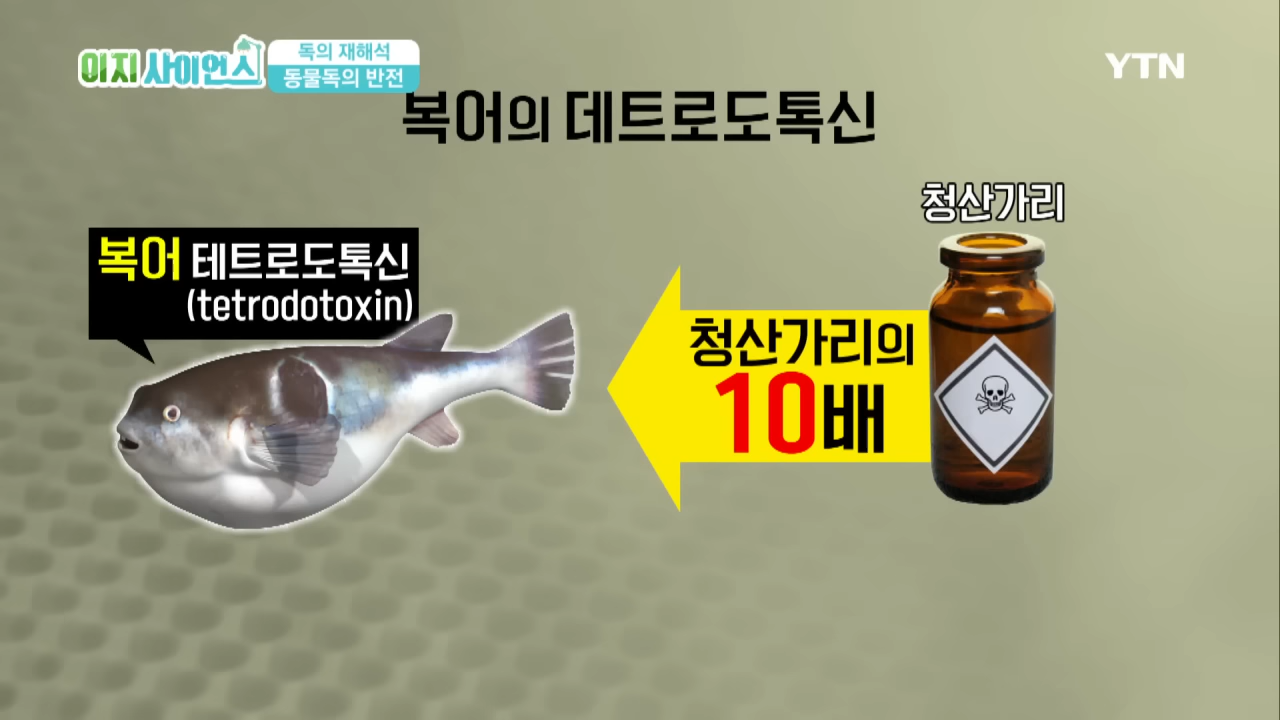 이지 사이언스
독의 재해석
동물독의 반전
YTN
복어의 데트로도톡신
청산가리
복어 테트로도톡신
(tetrodotoxin)
청산가리의
10배